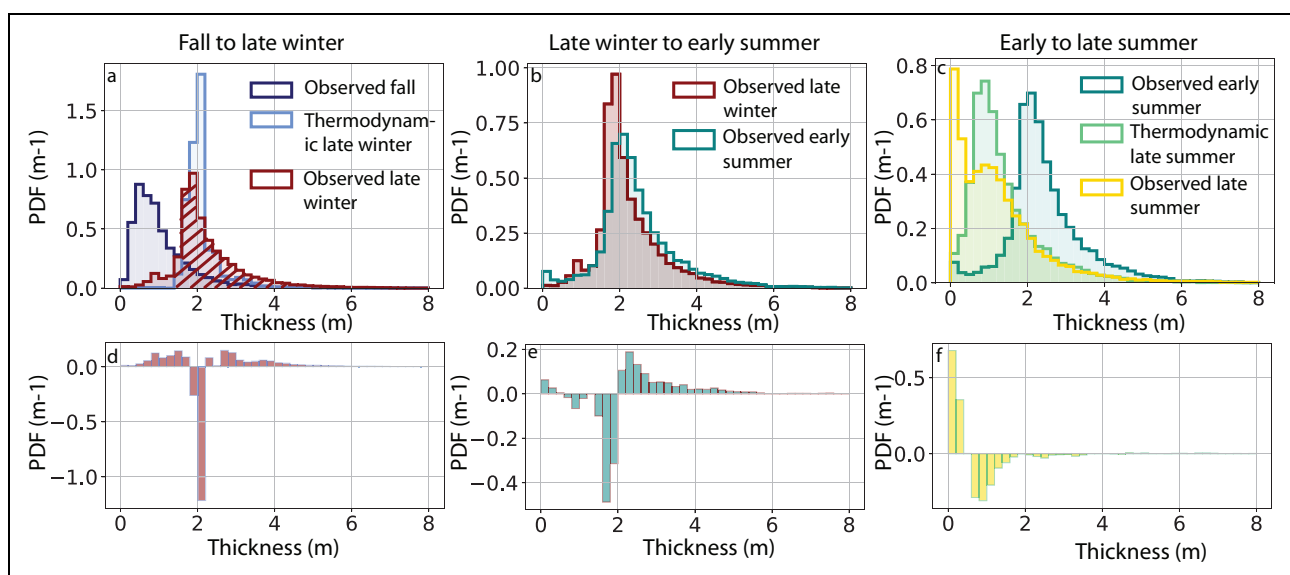 Fall to late winter
Late winter to early summer
Early to late summer
a
Observed fall
Thermodynam-
ic late winter
Observed late
winter
PDF (m-1)
1.5
1.0
0.5
0.0
0 2 4 6 8
Thickness (m)
b
Observed late
winter
Observed early
summer
PDF (m-1)
1.00
0.75
0.50
0.25
0.00
0 2 4 6 8
Thickness (m)
c
Observed early
summer
Thermodynamic
late summer
Observed late
summer
PDF (m-1)
0.8
0.6
0.4
0.2
0.0
0 2 4 6 8
Thickness (m)
d
PDF (m-1)
0.0
−0.5
−1.0
0 2 4 6 8
Thickness (m)
e
PDF (m-1)
0.2
0.0
−0.2
−0.4
0 2 4 6 8
Thickness (m)
f
PDF (m-1)
0.5
0.0
0 2 4 6 8
Thickness (m)